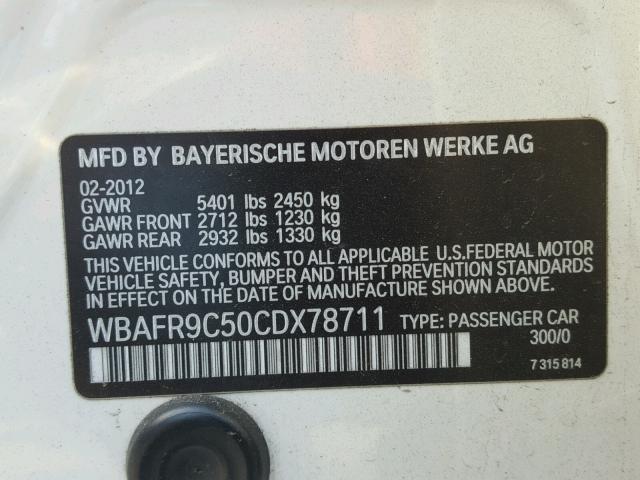 MFD BY BAYERISCHE MOTOREN WERKE AG
02-2012
GVWR 5401 lbs 2450 kg
GAWR FRONT 2712 lbs 1230 kg
GAWR REAR 2932 lbs 1330 kg
THIS VEHICLE CONFORMS TO ALL APPLICABLE U.S.FEDERAL MOTOR
VEHICLE SAFETY, BUMPER AND THEFT PREVENTION STANDARDS
IN EFFECT ON THE DATE OF MANUFACTURE SHOWN ABOVE.
WBAFR9C50CDX78711 TYPE: PASSENGER CAR
300/0
7 315 814